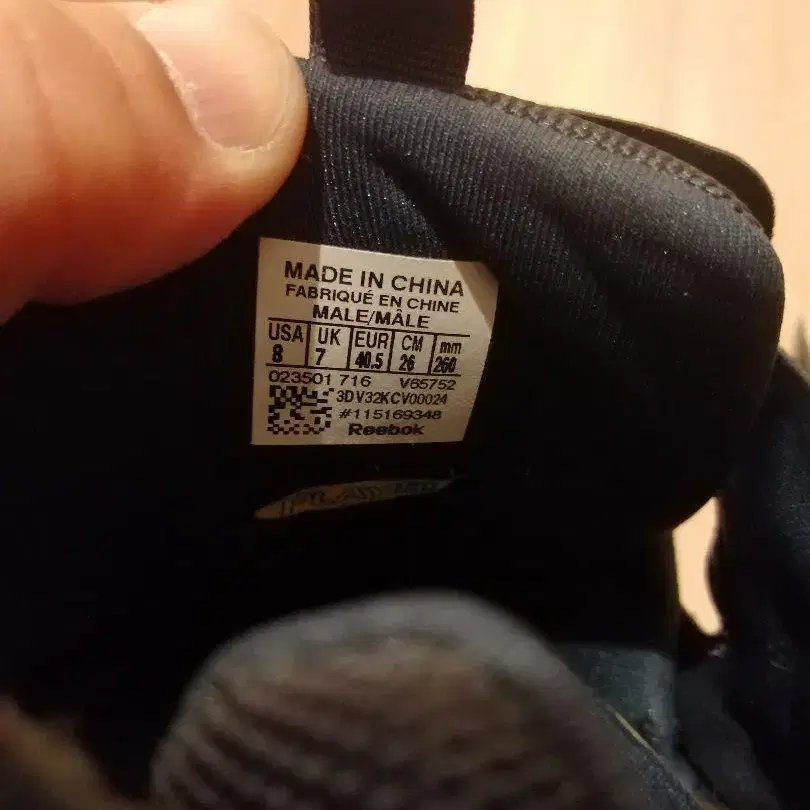 MADE IN CHINA
FABRIQUÉ EN CHINE
MALE/MÂLE
USA UK EUR CM mm
8 7 40.5 26 260
023501 716 V65752
3DV32KCV00024
#115169348
Reebok